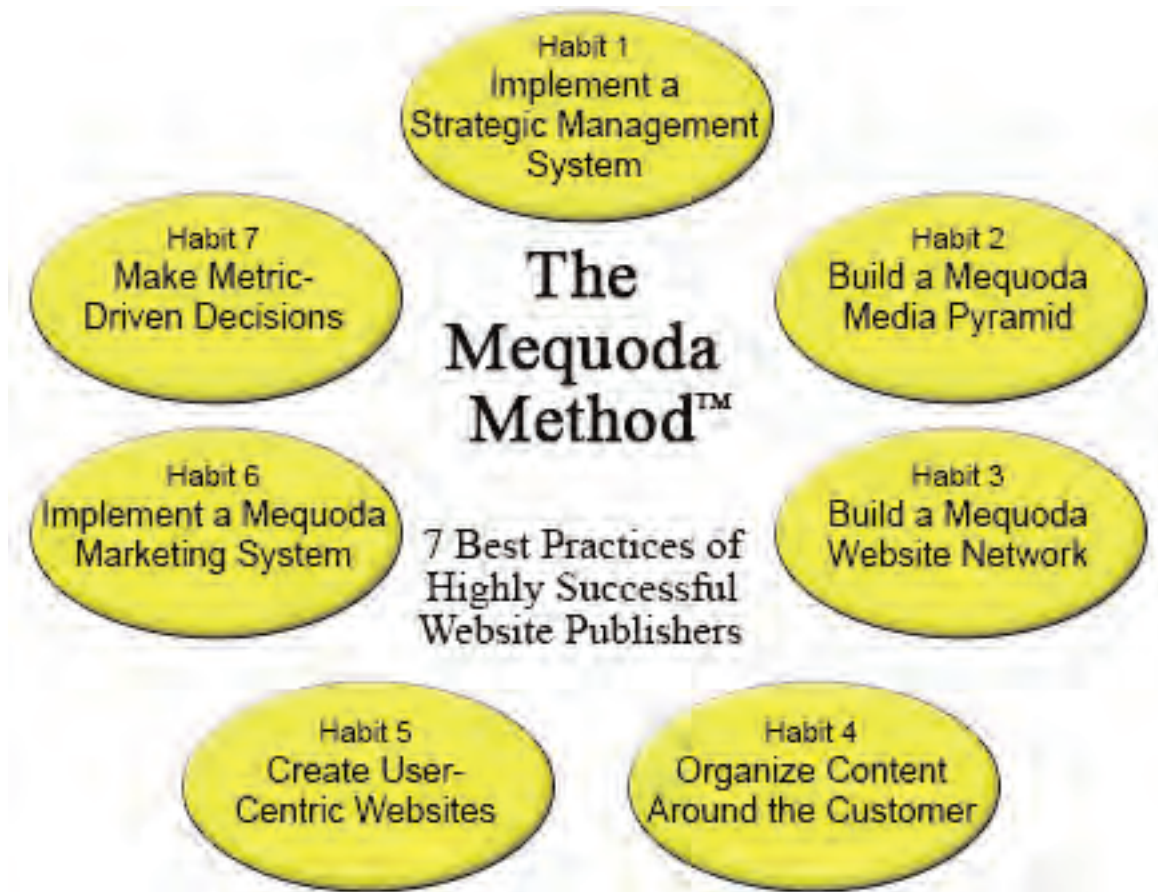 Habit 1
Implement a
Strategic Management
System
Habit 7
Make Metric-
Driven Decisions
The
Mequoda
Method™
Habit 2
Build a Mequoda
Media Pyramid
Habit 6
Implement a Mequoda
Marketing System
7 Best Practices of
Highly Successful
Website Publishers
Habit 3
Build a Mequoda
Website Network
Habit 5
Create User-
Centric Websites
Habit 4
Organize Content
Around the Customer